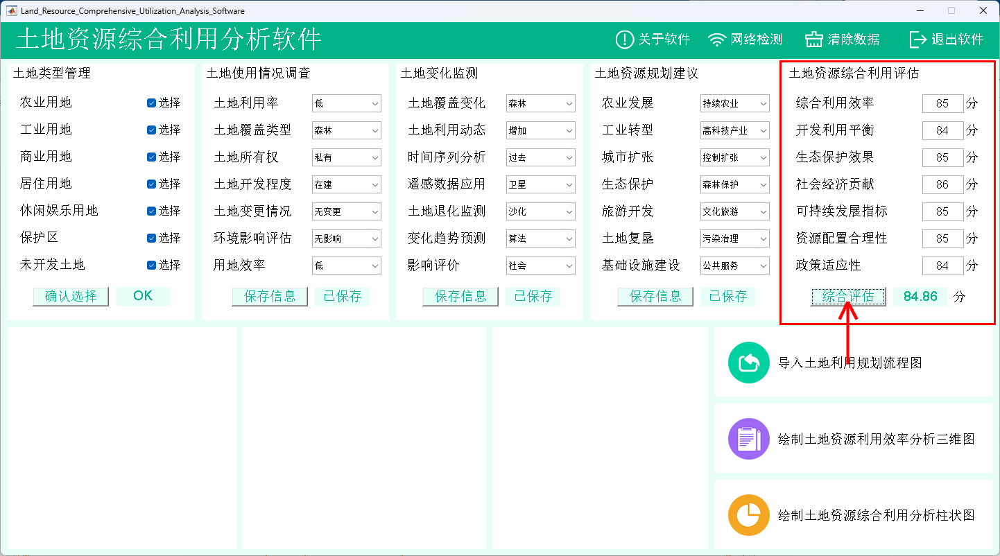 Land_Resource_Comprehensive_Utilization_Analysis_Software
土地资源综合利用分析软件
关于软件
网络检测
清除数据
退出软件
土地类型管理
农业用地 选择
工业用地 选择
商业用地 选择
居住用地 选择
休闲娱乐用地 选择
保护区 选择
未开发土地 选择
确认选择 OK
土地使用情况调查
土地利用率 低
土地覆盖类型 森林
土地所有权 私有
土地开发程度 在建
土地变更情况 无变更
环境影响评估 无影响
用地效率 低
保存信息 已保存
土地变化监测
土地覆盖变化 森林
土地利用动态 增加
时间序列分析 过去
遥感数据应用 卫星
土地退化监测 沙化
变化趋势预测 算法
影响评价 社会
保存信息 已保存
土地资源规划建议
农业发展 持续农业
工业转型 高科技产业
城市扩张 控制扩张
生态保护 森林保护
旅游开发 文化旅游
土地复垦 污染治理
基础设施建设 公共服务
保存信息 已保存
土地资源综合利用评估
综合利用效率 85 分
开发利用平衡 84 分
生态保护效果 85 分
社会经济贡献 86 分
可持续发展指标 85 分
资源配置合理性 85 分
政策适应性 84 分
综合评估 84.86 分
导入土地利用规划流程图
绘制土地资源利用效率分析三维图
绘制土地资源综合利用分析柱状图